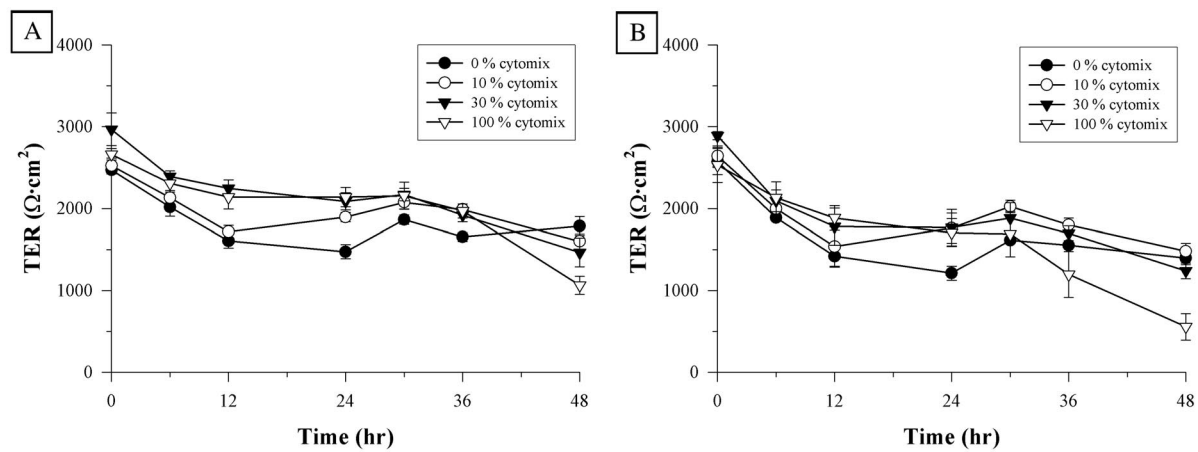 A
4000
3000
2000
1000
0
TER (Ω·cm²)
0 % cytomix
10 % cytomix
30 % cytomix
100 % cytomix
0 12 24 36 48
Time (hr)
B
4000
3000
2000
1000
0
TER (Ω·cm²)
0 % cytomix
10 % cytomix
30 % cytomix
100 % cytomix
0 12 24 36 48
Time (hr)